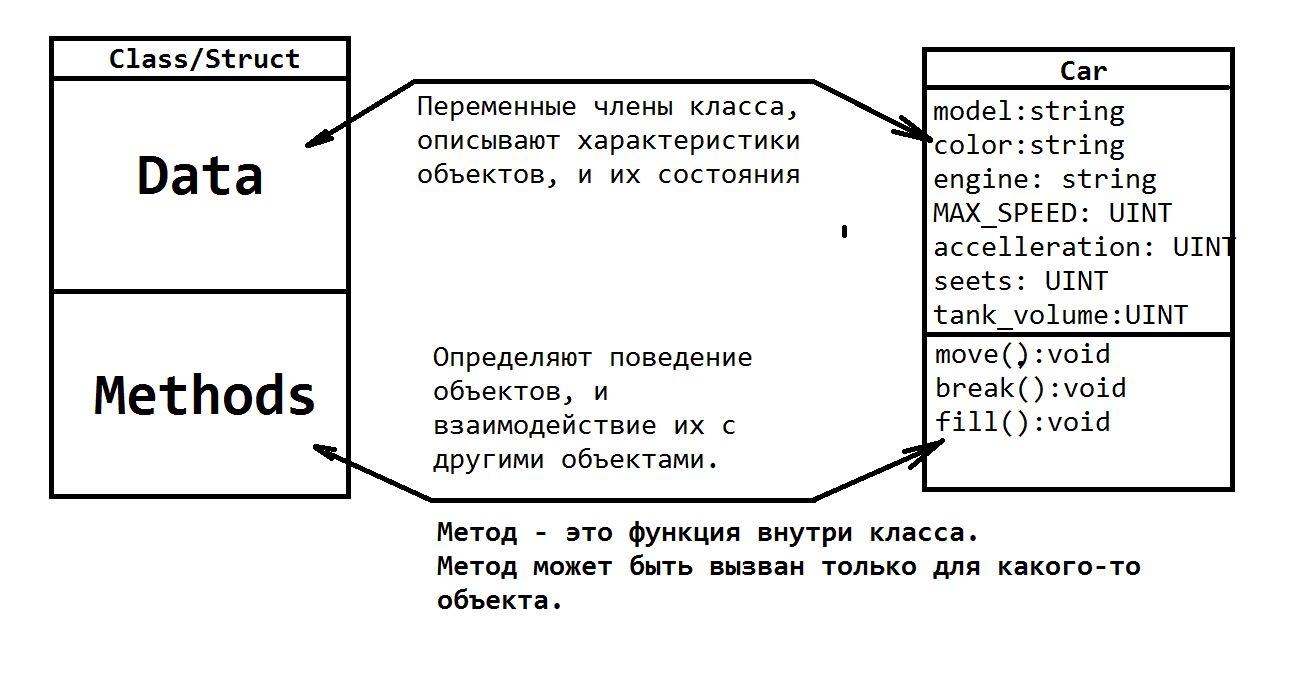 Class/Struct
Data
Methods
Переменные члены класса,
описывают характеристики
объектов, и их состояния
Определяют поведение
объектов, и
взаимодействие их с
другими объектами.
Метод - это функция внутри класса.
Метод может быть вызван только для какого-то
объекта.
Car
model:string
color:string
engine: string
MAX_SPEED: UINT
accelleration: UINT
seets: UINT
tank_volume:UINT
move():void
break():void
fill():void